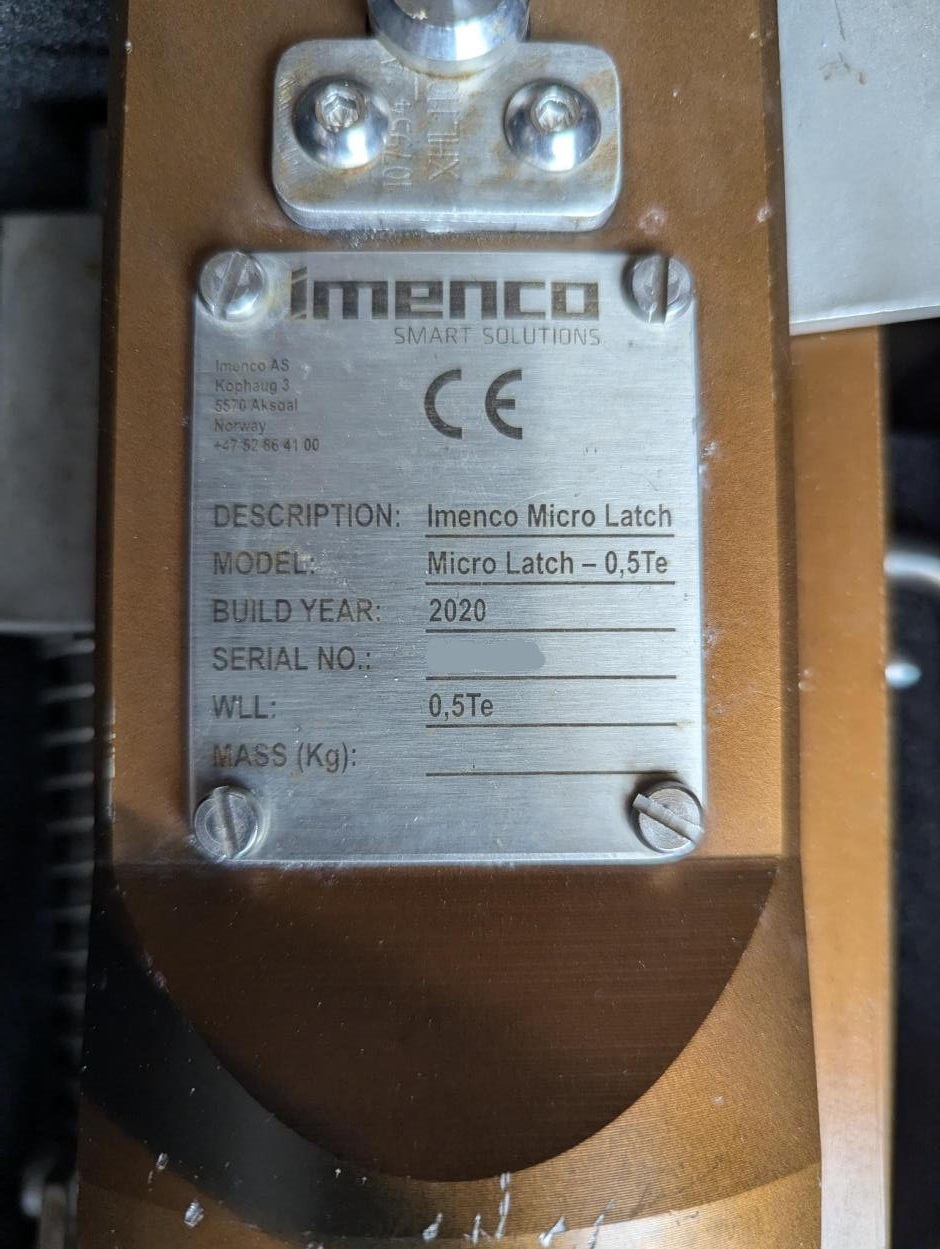 imenco
SMART SOLUTIONS
Imenco AS
Kophaug 3
5570 Aksdal
Norway
+47 52 86 41 00
CE
DESCRIPTION: Imenco Micro Latch
MODEL: Micro Latch – 0,5Te
BUILD YEAR: 2020
SERIAL NO.:
WLL: 0,5Te
MASS (Kg):